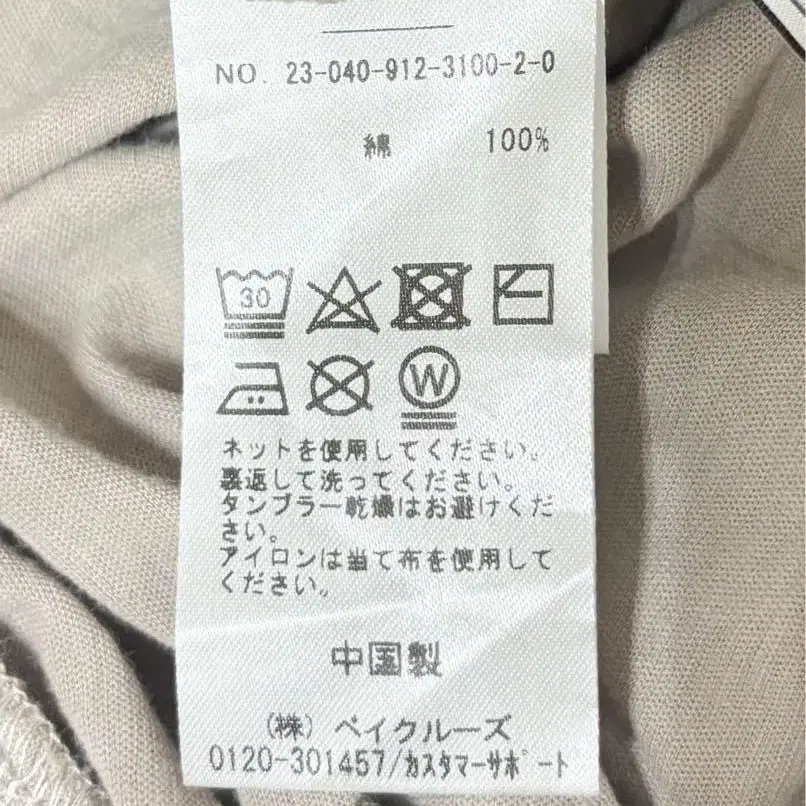 NO. 23-040-912-3100-2-0
綿 100%
30
W
ネットを使用してください。
裏返して洗ってください。
タンブラー乾燥はお避けくだ
さい。
アイロンは当て布を使用して
ください。
中国製
(株) ベイクルーズ
0120-301457/カスタマーサポート